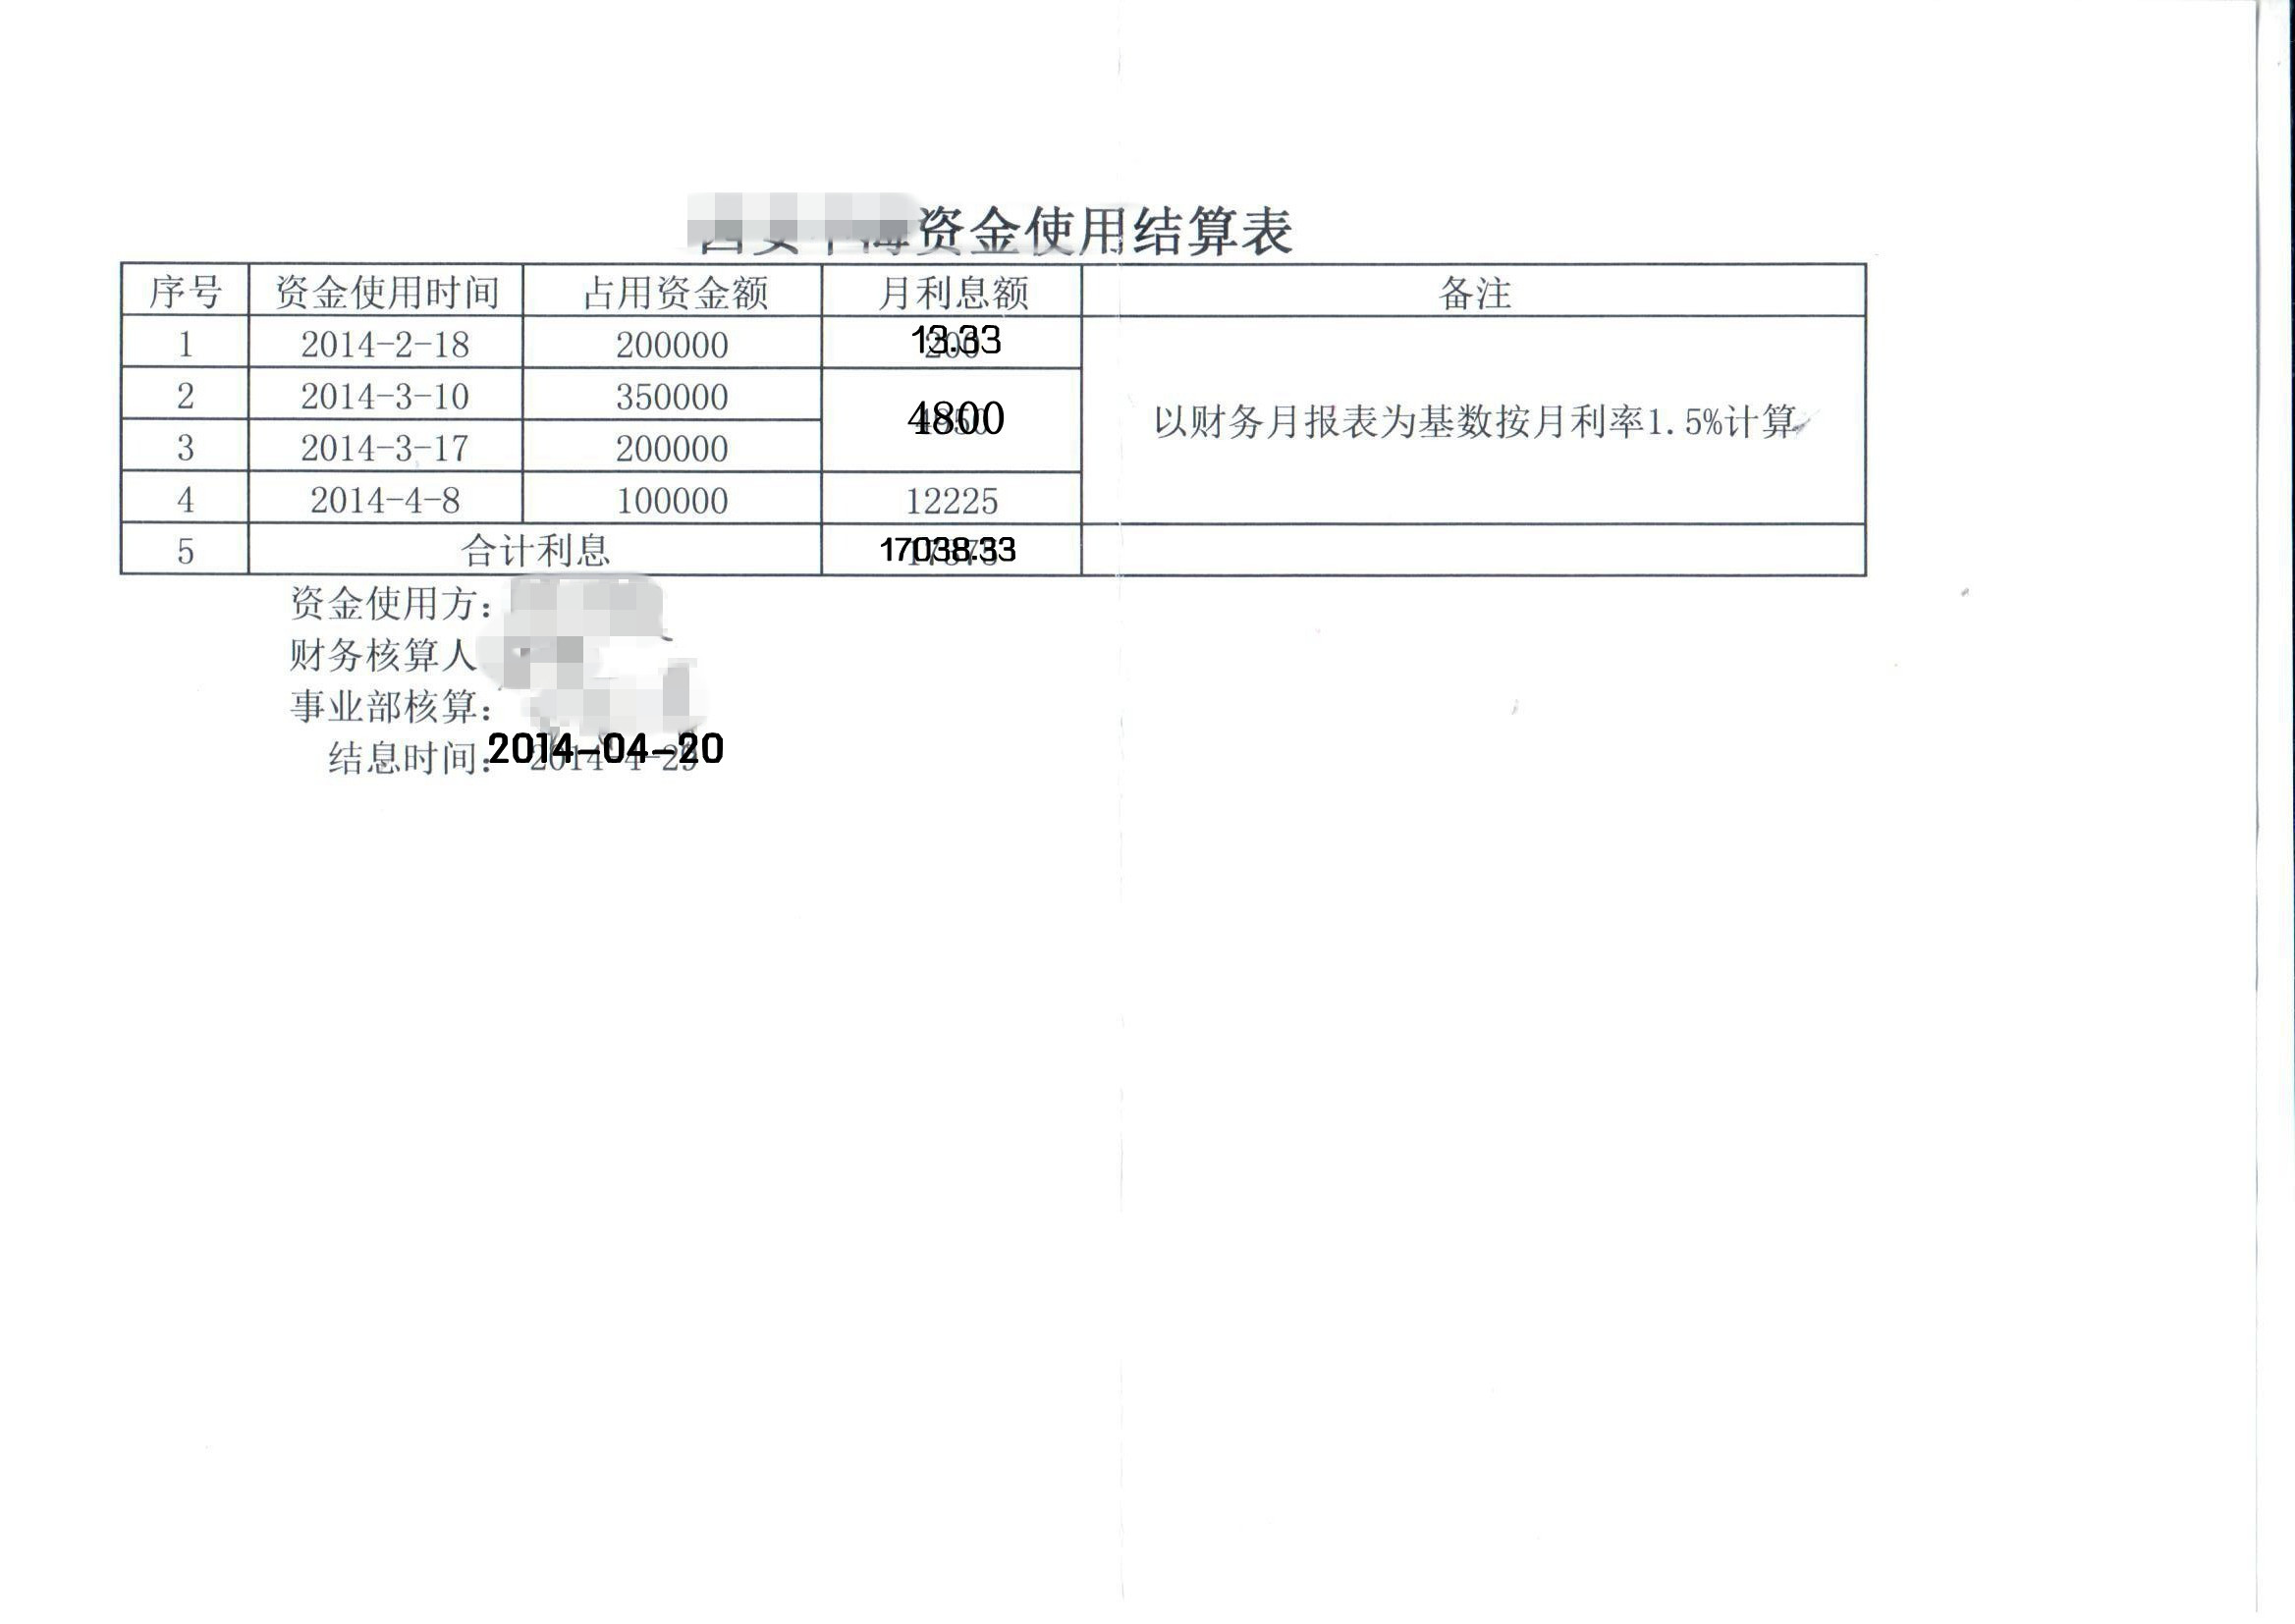 资金使用结算表
序号 资金使用时间 占用资金额 月利息额 备注
1 2014-2-18 200000 13.33
2 2014-3-10 350000 4800 以财务月报表为基数按月利率1.5%计算
3 2014-3-17 200000
4 2014-4-8 100000 12225
5 合计利息 17038.33
资金使用方：
财务核算人
事业部核算：
结息时间：2014-04-20